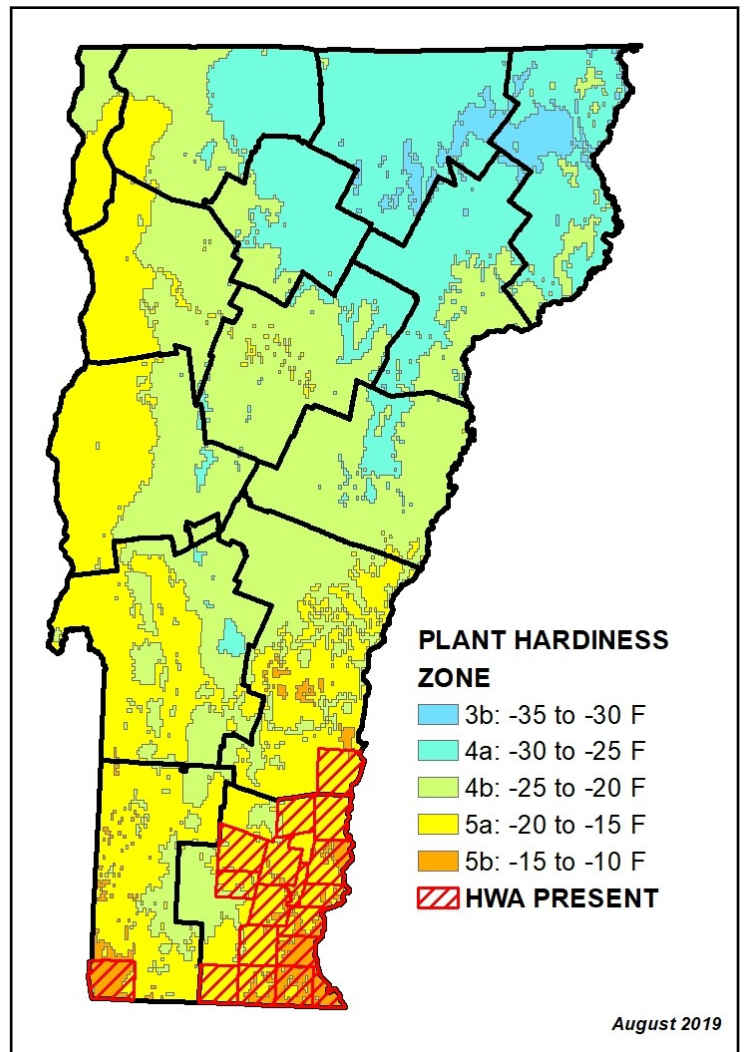 PLANT HARDINESS
ZONE
3b: -35 to -30 F
4a: -30 to -25 F
4b: -25 to -20 F
5a: -20 to -15 F
5b: -15 to -10 F
HWA PRESENT
August 2019